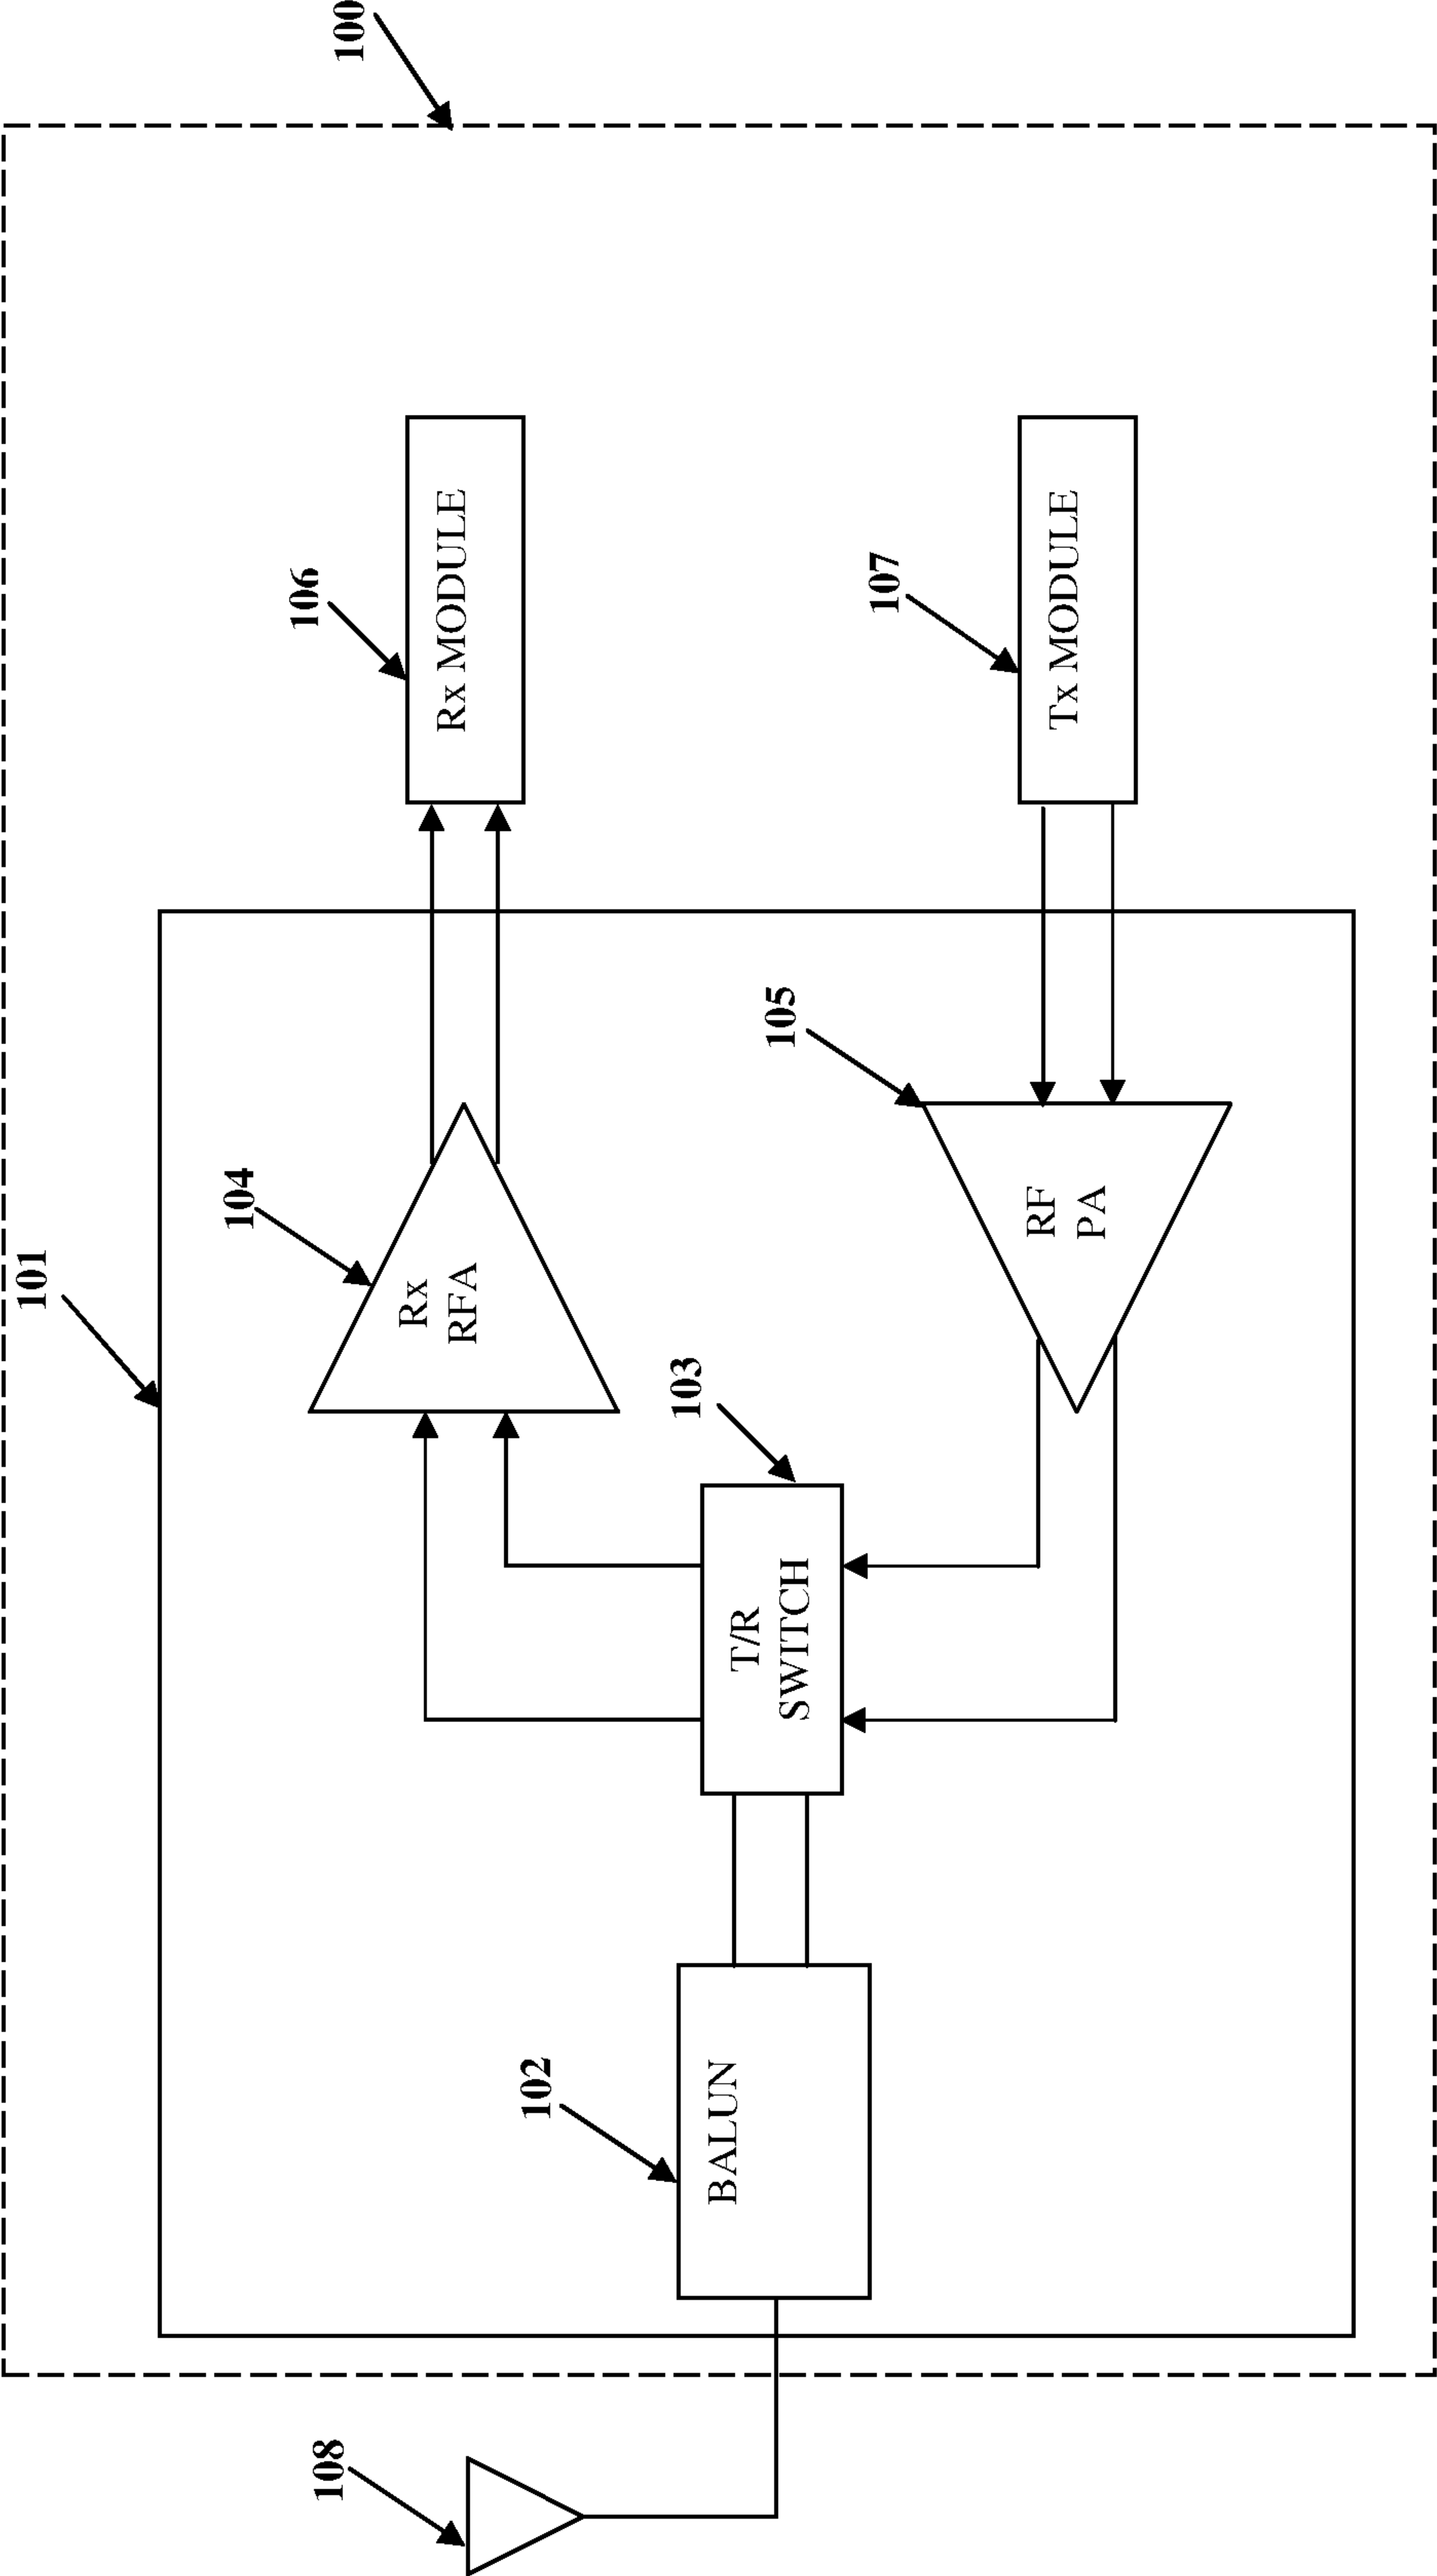 100
101
104
106
Rx
RFA
Rx MODULE
108
102
103
105
107
BALUN
T/R
SWITCH
RF
PA
Tx MODULE